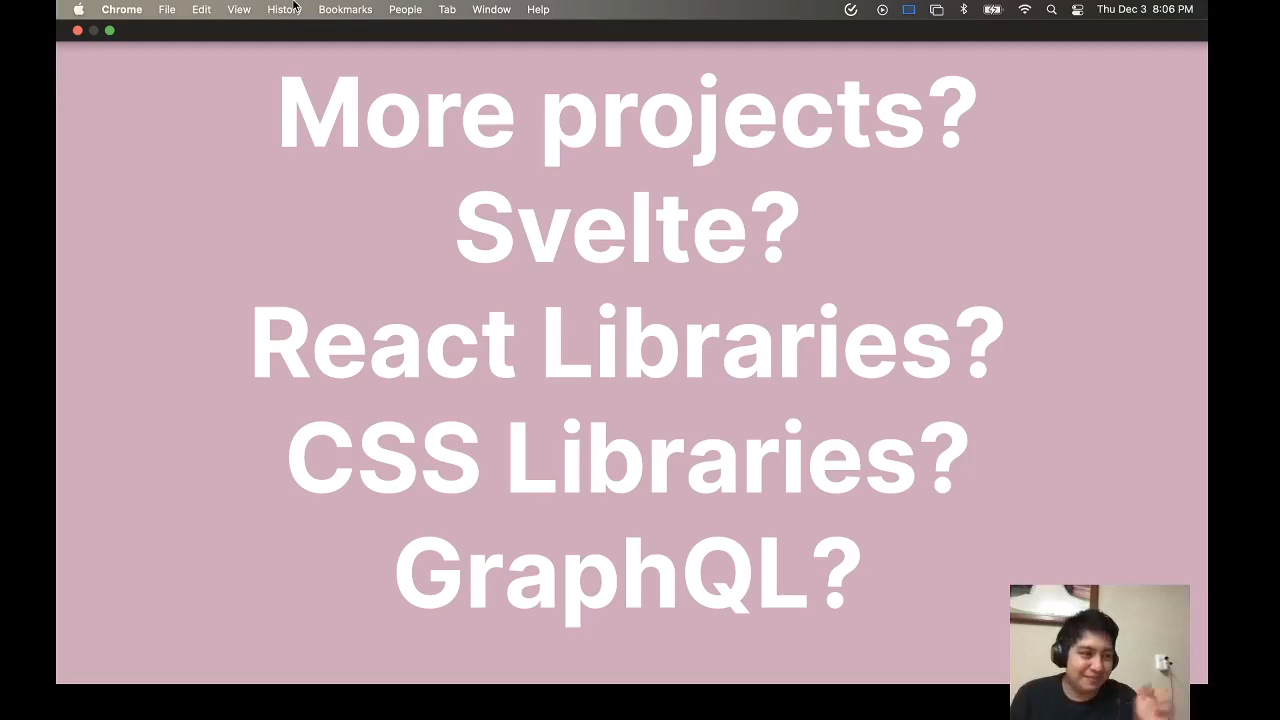 Chrome File Edit View History Bookmarks People Tab Window Help Thu Dec 3 8:06 PM
More projects?
Svelte?
React Libraries?
CSS Libraries?
GraphQL?